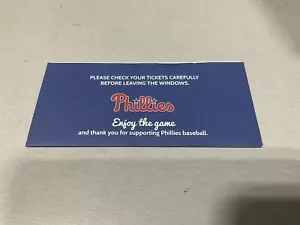 PLEASE CHECK YOUR TICKETS CAREFULLY
BEFORE LEAVING THE WINDOWS.
Phillies
Enjoy the game
and thank you for supporting Phillies baseball.